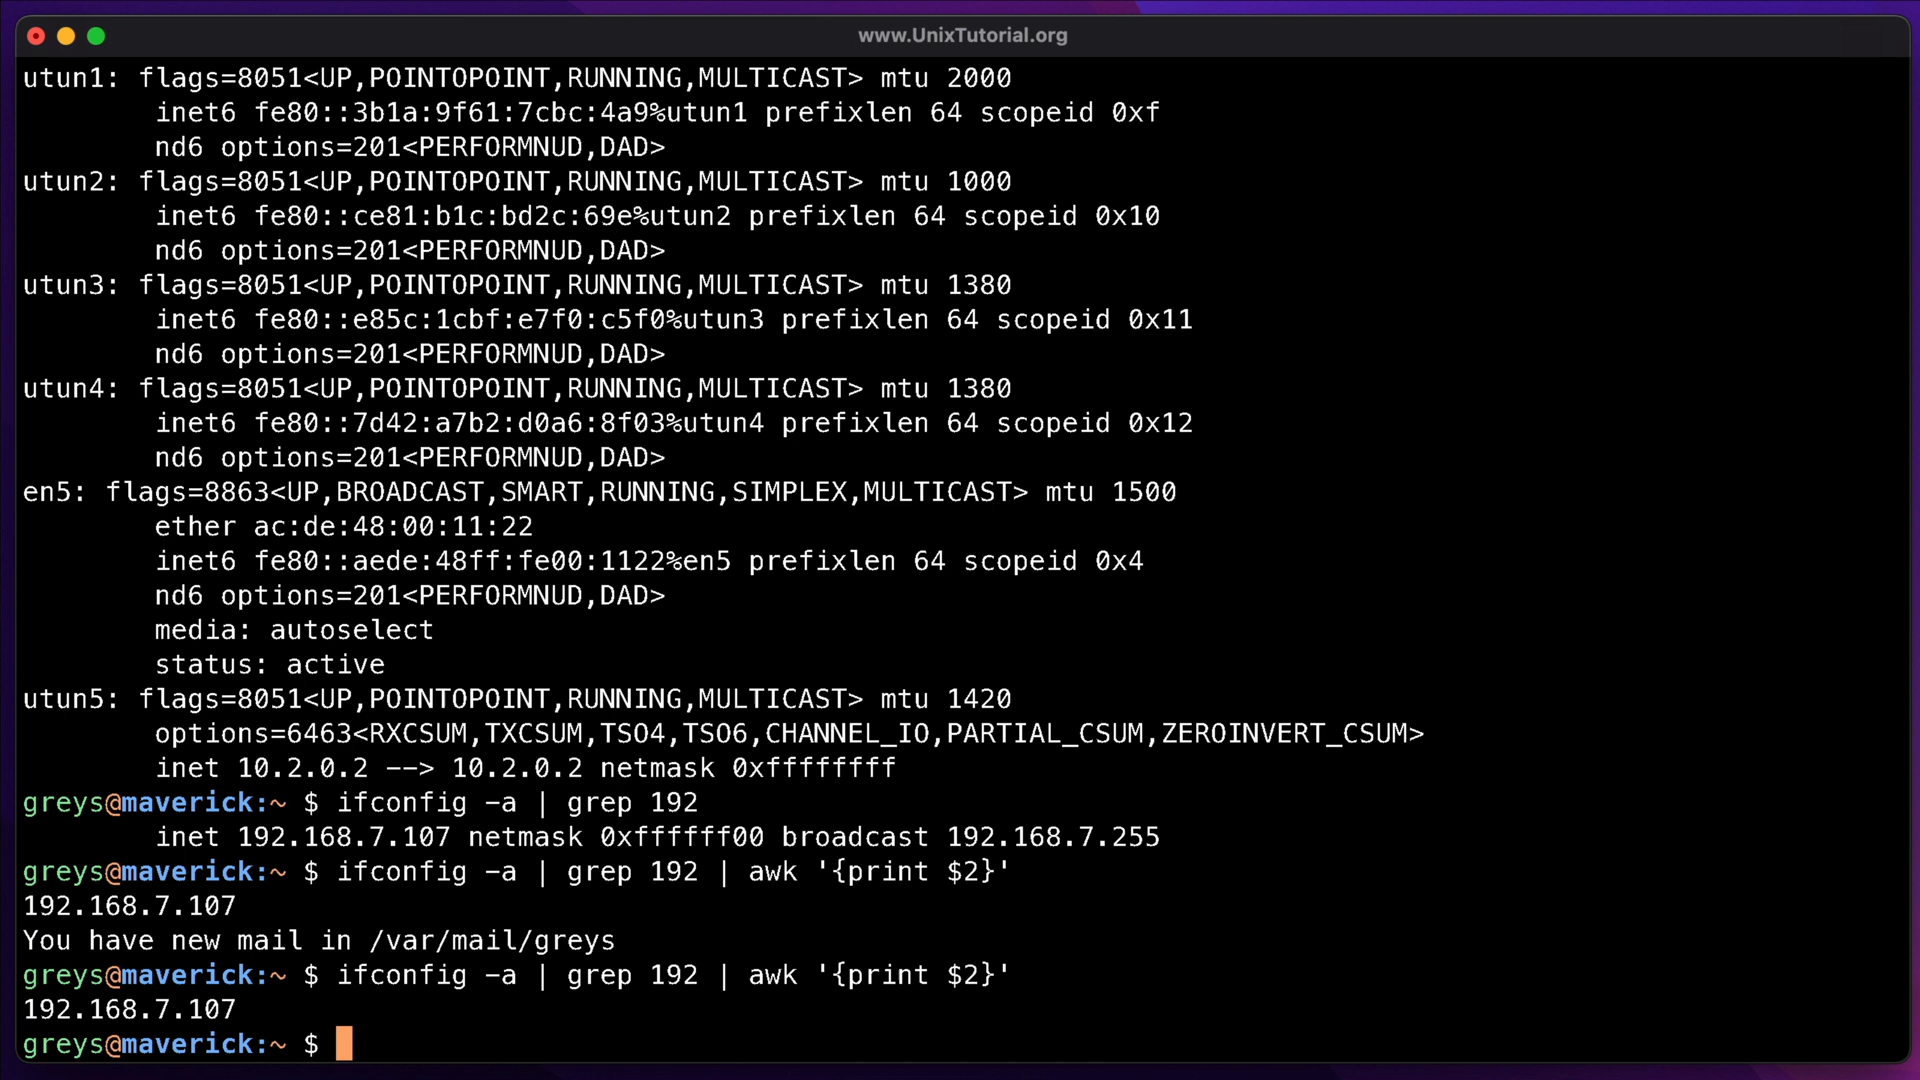 www.UnixTutorial.org
utun1: flags=8051<UP,POINTOPOINT,RUNNING,MULTICAST> mtu 2000
inet6 fe80::3b1a:9f61:7cbc:4a9%utun1 prefixlen 64 scopeid 0xf
nd6 options=201<PERFORMNUD,DAD>
utun2: flags=8051<UP,POINTOPOINT,RUNNING,MULTICAST> mtu 1000
inet6 fe80::ce81:b1c:bd2c:69e%utun2 prefixlen 64 scopeid 0x10
nd6 options=201<PERFORMNUD,DAD>
utun3: flags=8051<UP,POINTOPOINT,RUNNING,MULTICAST> mtu 1380
inet6 fe80::e85c:1cbf:e7f0:c5f0%utun3 prefixlen 64 scopeid 0x11
nd6 options=201<PERFORMNUD,DAD>
utun4: flags=8051<UP,POINTOPOINT,RUNNING,MULTICAST> mtu 1380
inet6 fe80::7d42:a7b2:d0a6:8f03%utun4 prefixlen 64 scopeid 0x12
nd6 options=201<PERFORMNUD,DAD>
en5: flags=8863<UP,BROADCAST,SMART,RUNNING,SIMPLEX,MULTICAST> mtu 1500
ether ac:de:48:00:11:22
inet6 fe80::aede:48ff:fe00:1122%en5 prefixlen 64 scopeid 0x4
nd6 options=201<PERFORMNUD,DAD>
media: autoselect
status: active
utun5: flags=8051<UP,POINTOPOINT,RUNNING,MULTICAST> mtu 1420
options=6463<RXCSUM,TXCSUM,TSO4,TSO6,CHANNEL_IO,PARTIAL_CSUM,ZEROINVERT_CSUM>
inet 10.2.0.2 --> 10.2.0.2 netmask 0xffffffff
greys@maverick:~ $ ifconfig -a | grep 192
inet 192.168.7.107 netmask 0xffffff00 broadcast 192.168.7.255
greys@maverick:~ $ ifconfig -a | grep 192 | awk '{print $2}'
192.168.7.107
You have new mail in /var/mail/greys
greys@maverick:~ $ ifconfig -a | grep 192 | awk '{print $2}'
192.168.7.107
greys@maverick:~ $